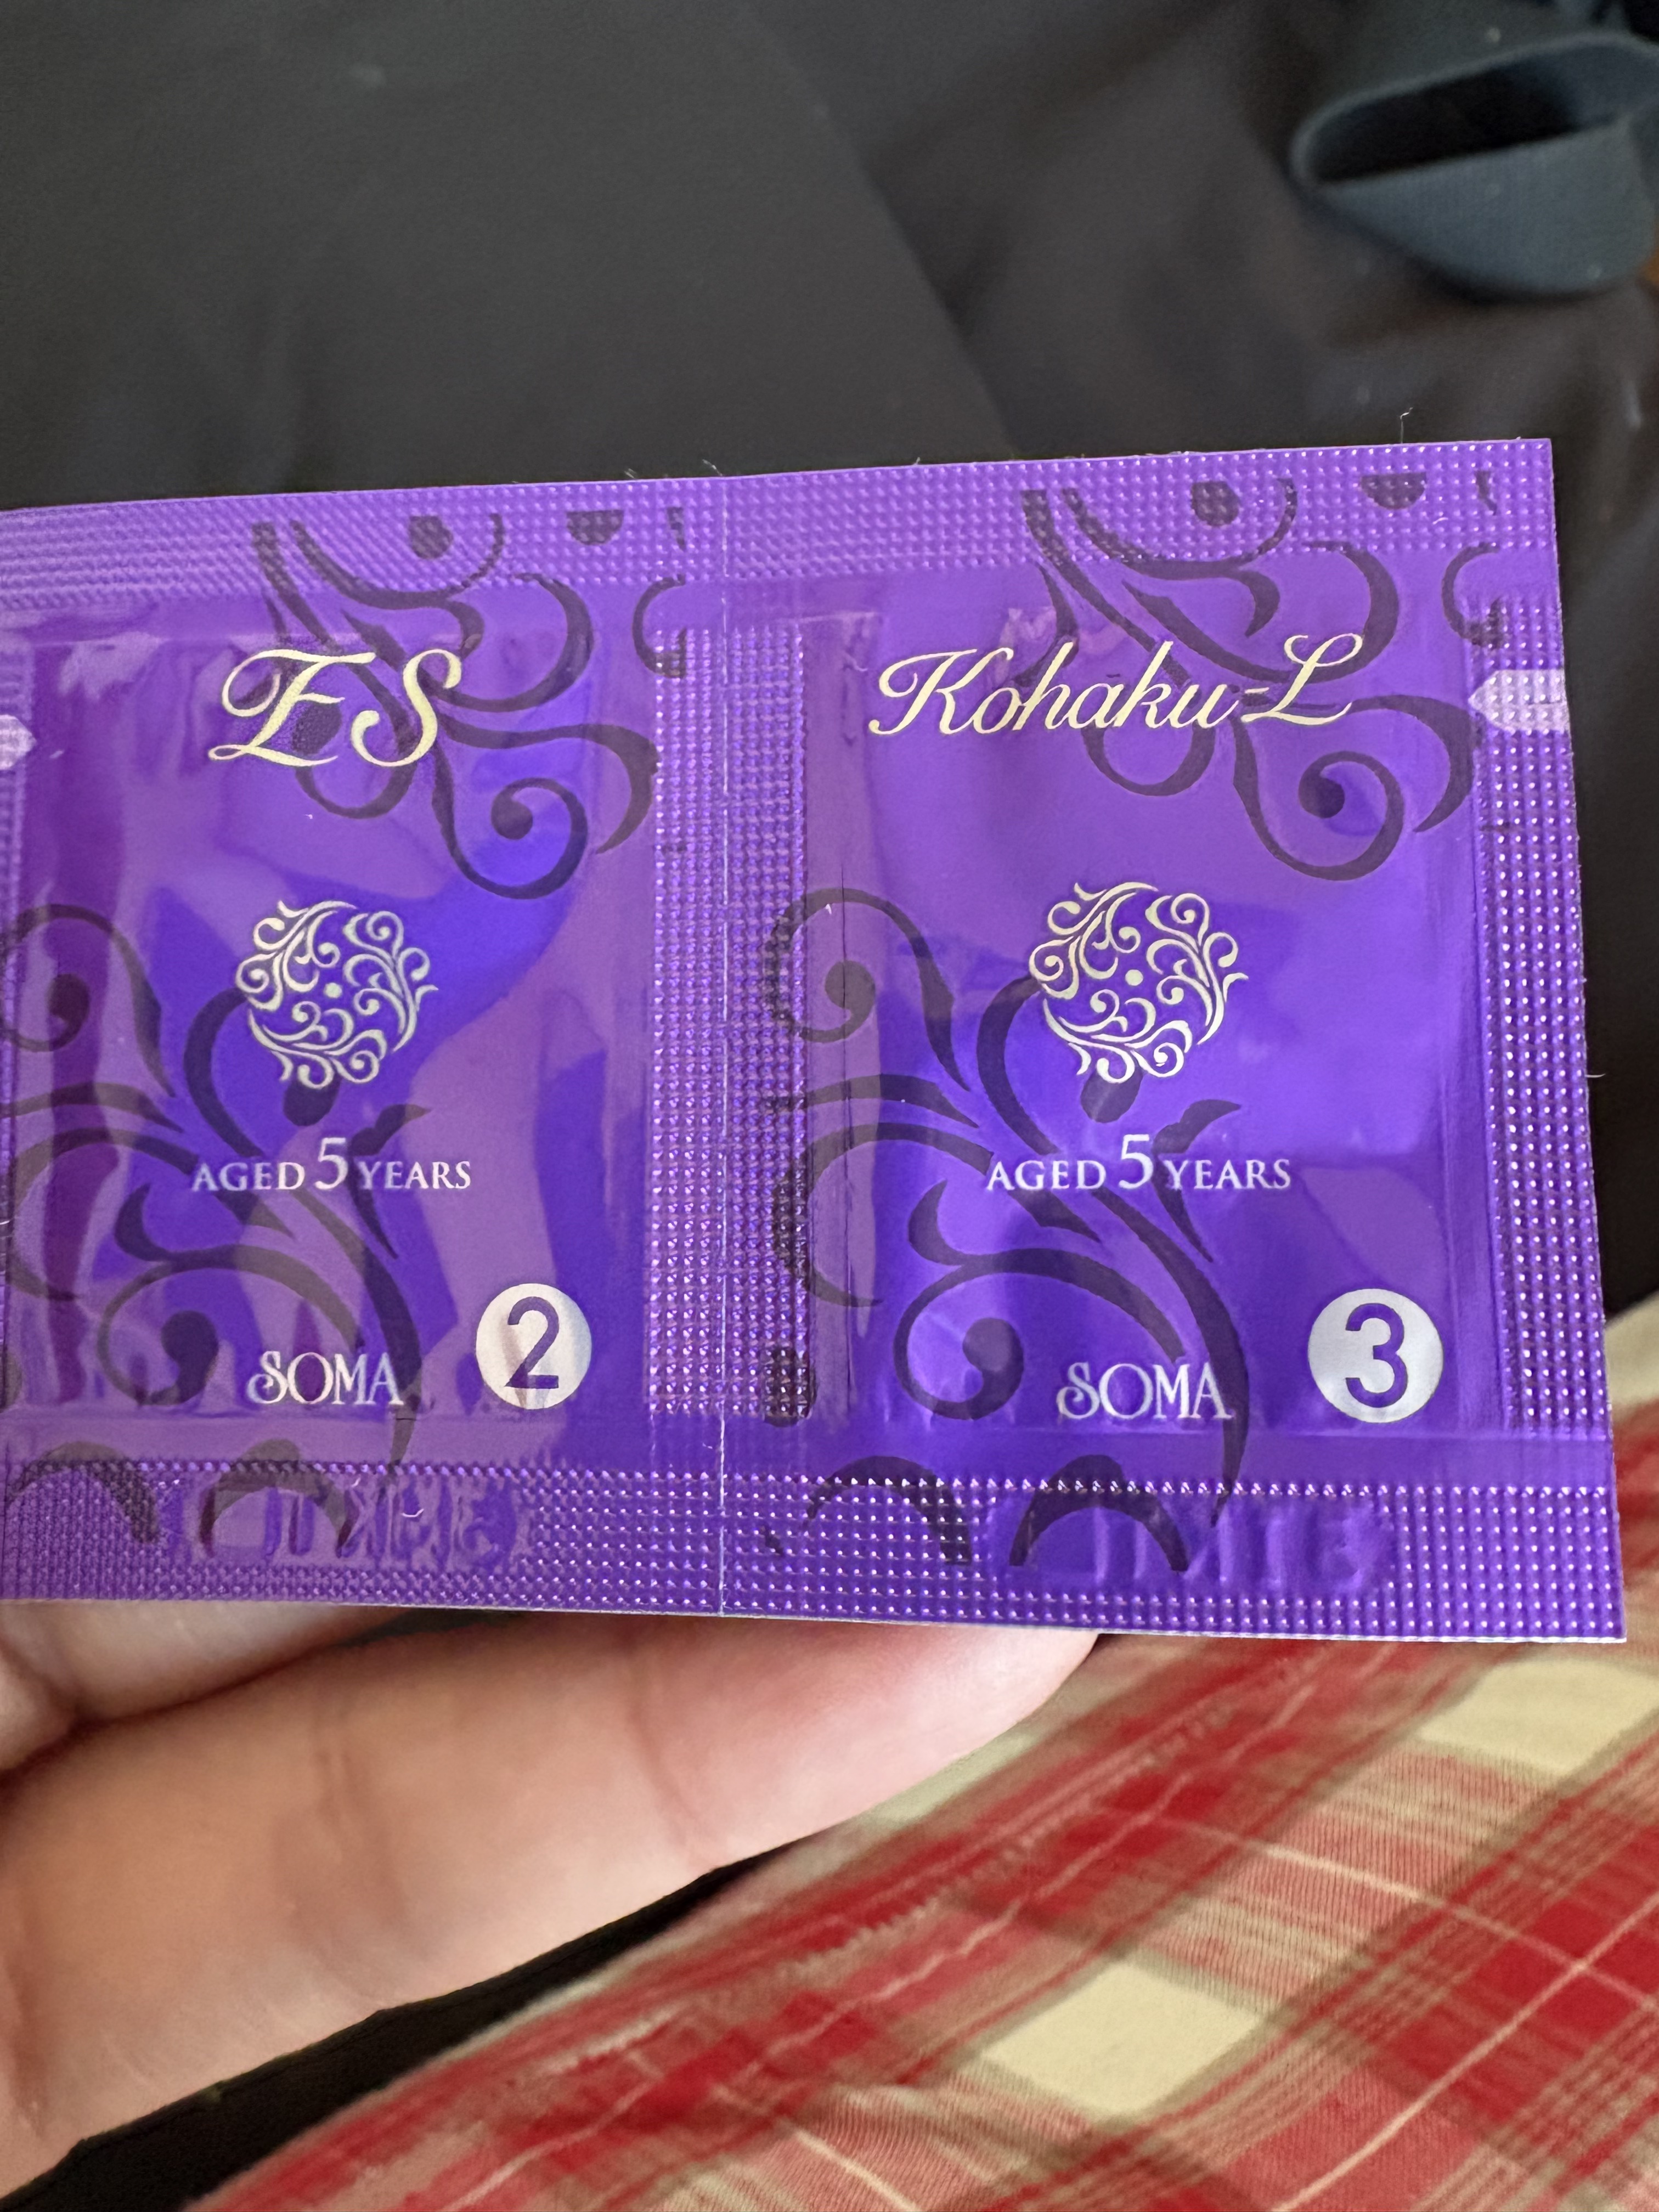 ES
AGED 5 YEARS
SOMA
2
Kohaku-L
AGED 5 YEARS
SOMA
3